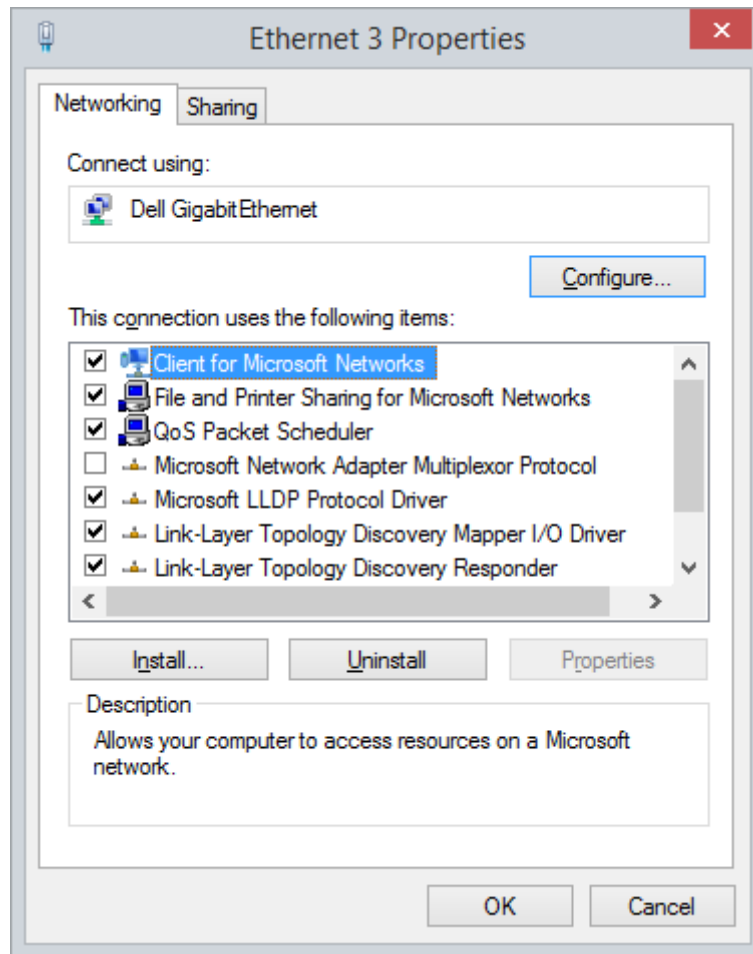 Ethernet 3 Properties
Networking
Sharing
Connect using:
Dell GigabitEthernet
Configure...
This connection uses the following items:
Client for Microsoft Networks
File and Printer Sharing for Microsoft Networks
QoS Packet Scheduler
Microsoft Network Adapter Multiplexor Protocol
Microsoft LLDP Protocol Driver
Link-Layer Topology Discovery Mapper I/O Driver
Link-Layer Topology Discovery Responder
Install...
Uninstall
Properties
Description
Allows your computer to access resources on a Microsoft
network.
OK
Cancel